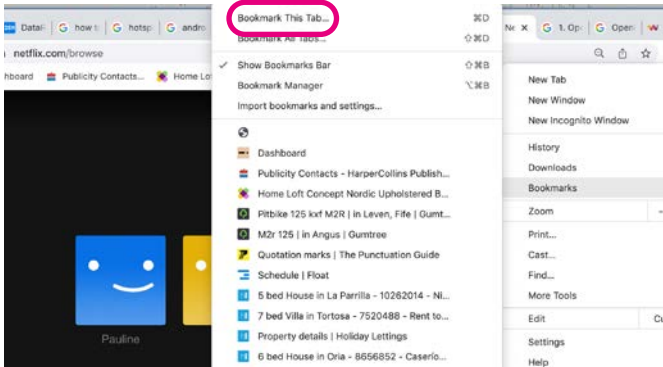 Datal G how t G hotsp G andro
netflix.com/browse
hboard Publicity Contacts... Home Lo
Pauline
Bookmark This Tab... ⌘D
Bookmark All Tabs... ⇧⌘D
✓ Show Bookmarks Bar ⇧⌘B
Bookmark Manager ⌥⌘B
Import bookmarks and settings...
Dashboard
Publicity Contacts - HarperCollins Publish...
Home Loft Concept Nordic Upholstered B...
Pitbike 125 kxf M2R | in Leven, Fife | Gumt...
M2r 125 | in Angus | Gumtree
Quotation marks | The Punctuation Guide
Schedule | Float
5 bed House in La Parrilla - 10262014 - Ni...
7 bed Villa in Tortosa - 7520488 - Rent to...
Property details | Holiday Lettings
6 bed House in Oria - 8656852 - Caserío...
Ne x G 1. Op G Open
New Tab
New Window
New Incognito Window
History
Downloads
Bookmarks
Zoom -
Print...
Cast...
Find...
More Tools
Edit Cu
Settings
Help